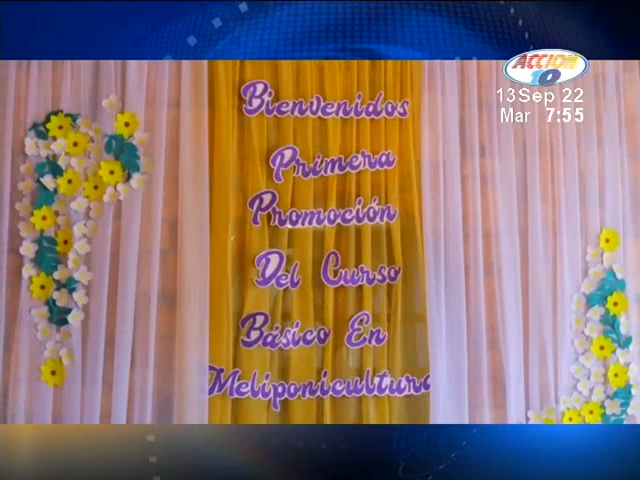 ACCION
10
13Sep 22
Mar 7:55
Bienvenidos
Primera
Promoción
Del Curso
Básico En
Meliponicultura